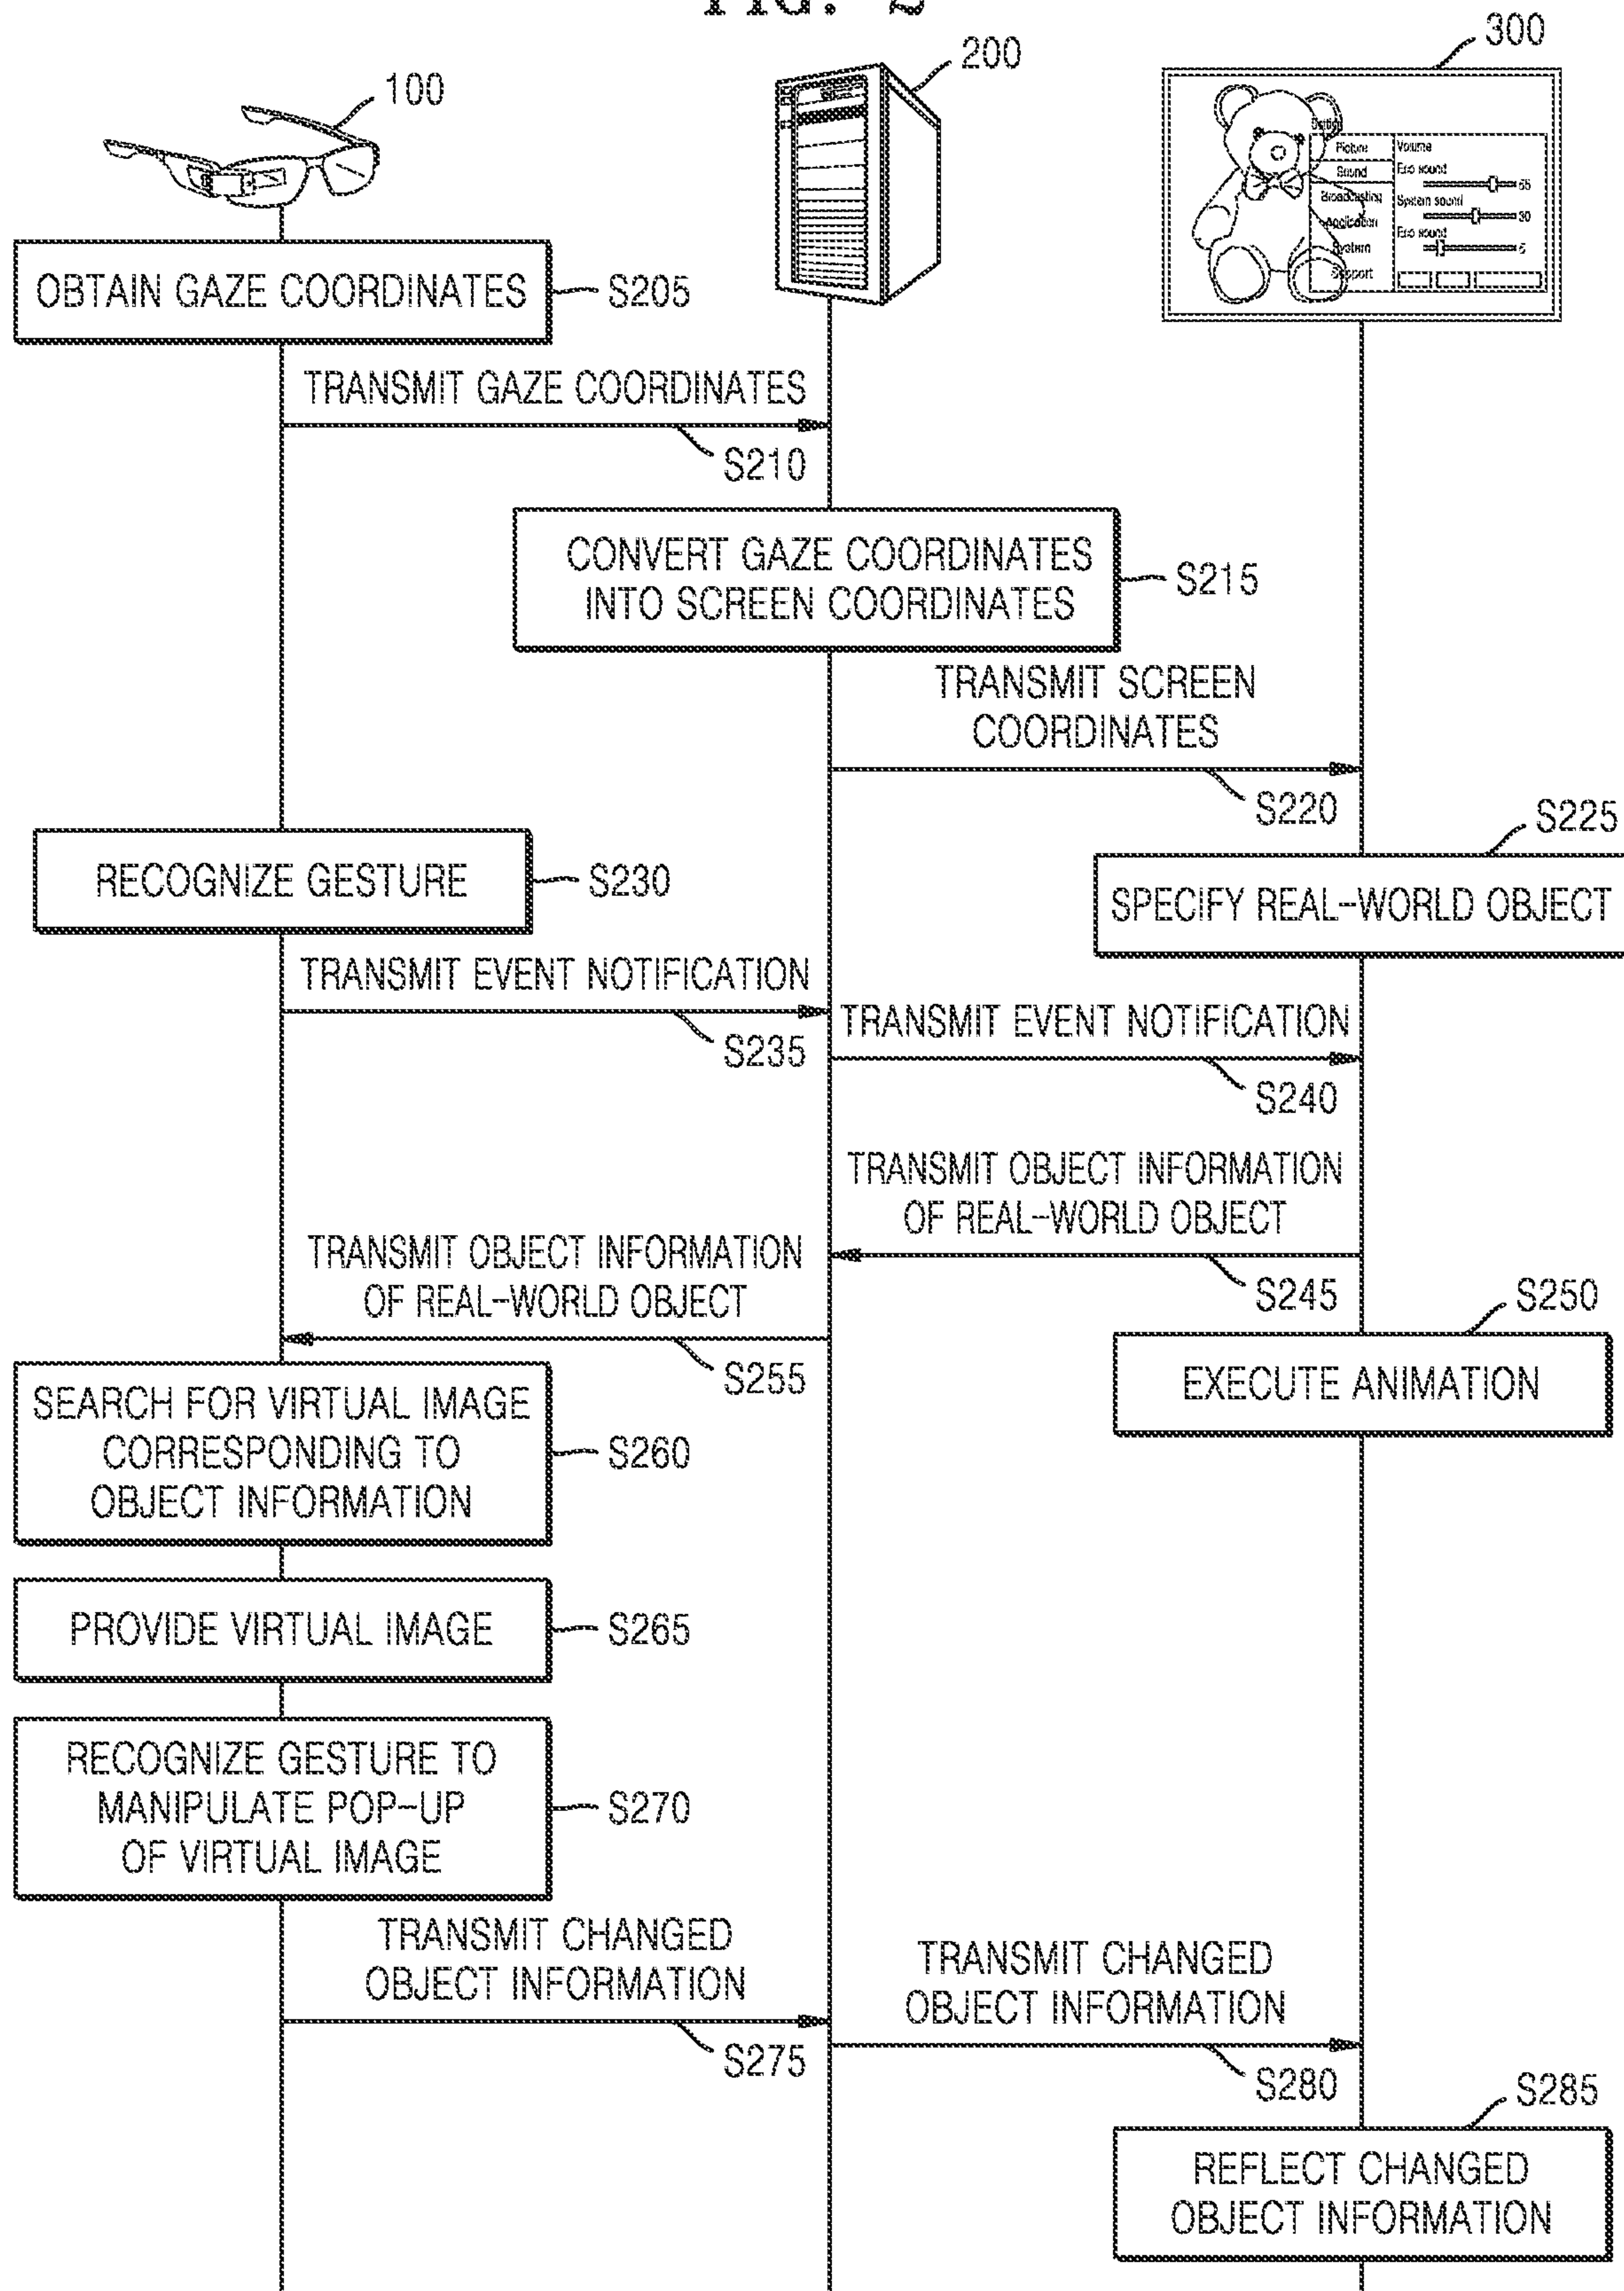 FIG. 2
100
200
300
Picture
Sound
Broadcasting
Application
System
Support
Volume
55
System sound
30
5
OBTAIN GAZE COORDINATES
S205
TRANSMIT GAZE COORDINATES
S210
CONVERT GAZE COORDINATES
INTO SCREEN COORDINATES
S215
TRANSMIT SCREEN
COORDINATES
S220
S225
SPECIFY REAL-WORLD OBJECT
RECOGNIZE GESTURE
S230
TRANSMIT EVENT NOTIFICATION
S235
TRANSMIT EVENT NOTIFICATION
S240
TRANSMIT OBJECT INFORMATION
OF REAL-WORLD OBJECT
S245
TRANSMIT OBJECT INFORMATION
OF REAL-WORLD OBJECT
S255
S250
EXECUTE ANIMATION
SEARCH FOR VIRTUAL IMAGE
CORRESPONDING TO
OBJECT INFORMATION
S260
PROVIDE VIRTUAL IMAGE
S265
RECOGNIZE GESTURE TO
MANIPULATE POP-UP
OF VIRTUAL IMAGE
S270
TRANSMIT CHANGED
OBJECT INFORMATION
S275
TRANSMIT CHANGED
OBJECT INFORMATION
S280
S285
REFLECT CHANGED
OBJECT INFORMATION